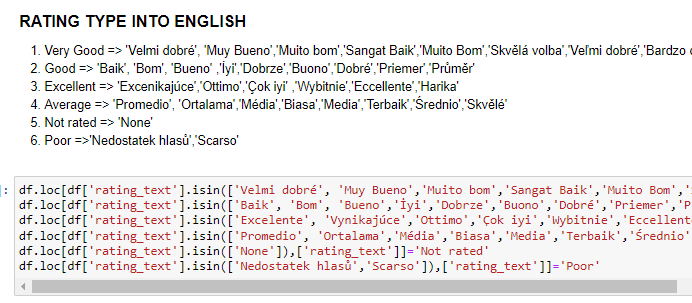 RATING TYPE INTO ENGLISH
1. Very Good => 'Velmi dobré', 'Muy Bueno','Muito bom','Sangat Baik','Muito Bom','Skvělá volba','Veľmi dobré','Bardzo
2. Good => 'Baik', 'Bom', 'Bueno' ,'İyi','Dobrze','Buono','Dobré','Priemer','Průměr'
3. Excellent => 'Excenikajúce','Ottimo','Çok iyi' ,'Wybitnie','Eccellente','Harika'
4. Average => 'Promedio', 'Ortalama','Média','Biasa','Media','Terbaik','Średnio','Skvělé'
5. Not rated => 'None'
6. Poor =>'Nedostatek hlasů','Scarso'
]:
df.loc[df['rating_text'].isin(['Velmi dobré', 'Muy Bueno','Muito bom','Sangat Baik','Muito Bom','
df.loc[df['rating_text'].isin(['Baik', 'Bom', 'Bueno','İyi','Dobrze','Buono','Dobré','Priemer','P
df.loc[df['rating_text'].isin(['Excelente', 'Vynikajúce','Ottimo','Çok iyi','Wybitnie','Eccellent
df.loc[df['rating_text'].isin(['Promedio', 'Ortalama','Média','Biasa','Media','Terbaik','Średnio'
df.loc[df['rating_text'].isin(['None']),['rating_text']]='Not rated'
df.loc[df['rating_text'].isin(['Nedostatek hlasů','Scarso']),['rating_text']]='Poor'